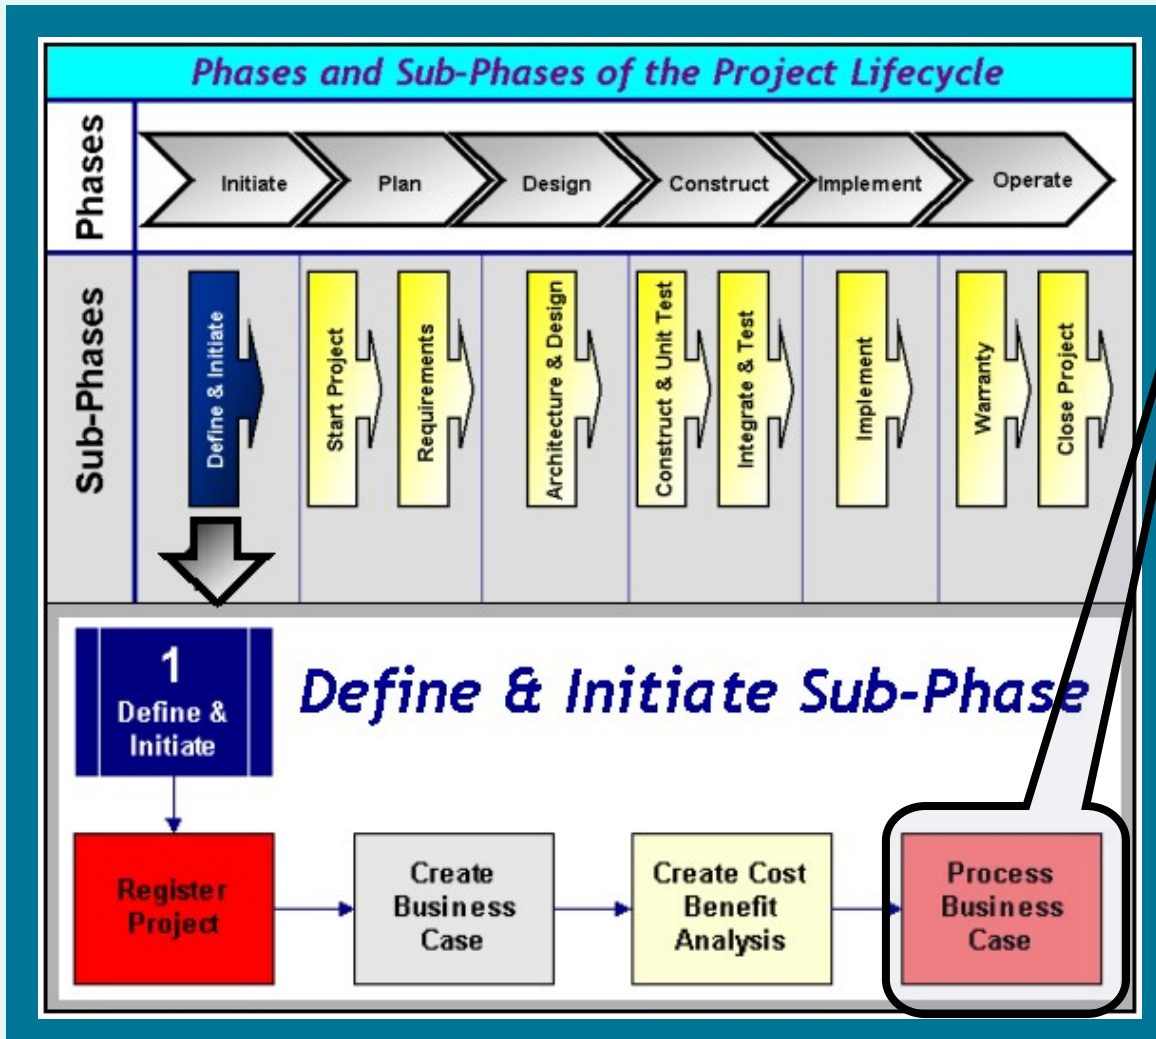 Phases and Sub-Phases of the Project Lifecycle
Phases
Initiate
Plan
Design
Construct
Implement
Operate
Sub-Phases
Define & Initiate
Start Project
Requirements
Architecture & Design
Construct & Unit Test
Integrate & Test
Implement
Warranty
Close Project
1
Define &
Initiate
Define & Initiate Sub-Phase
Register
Project
Create
Business
Case
Create Cost
Benefit
Analysis
Process
Business
Case